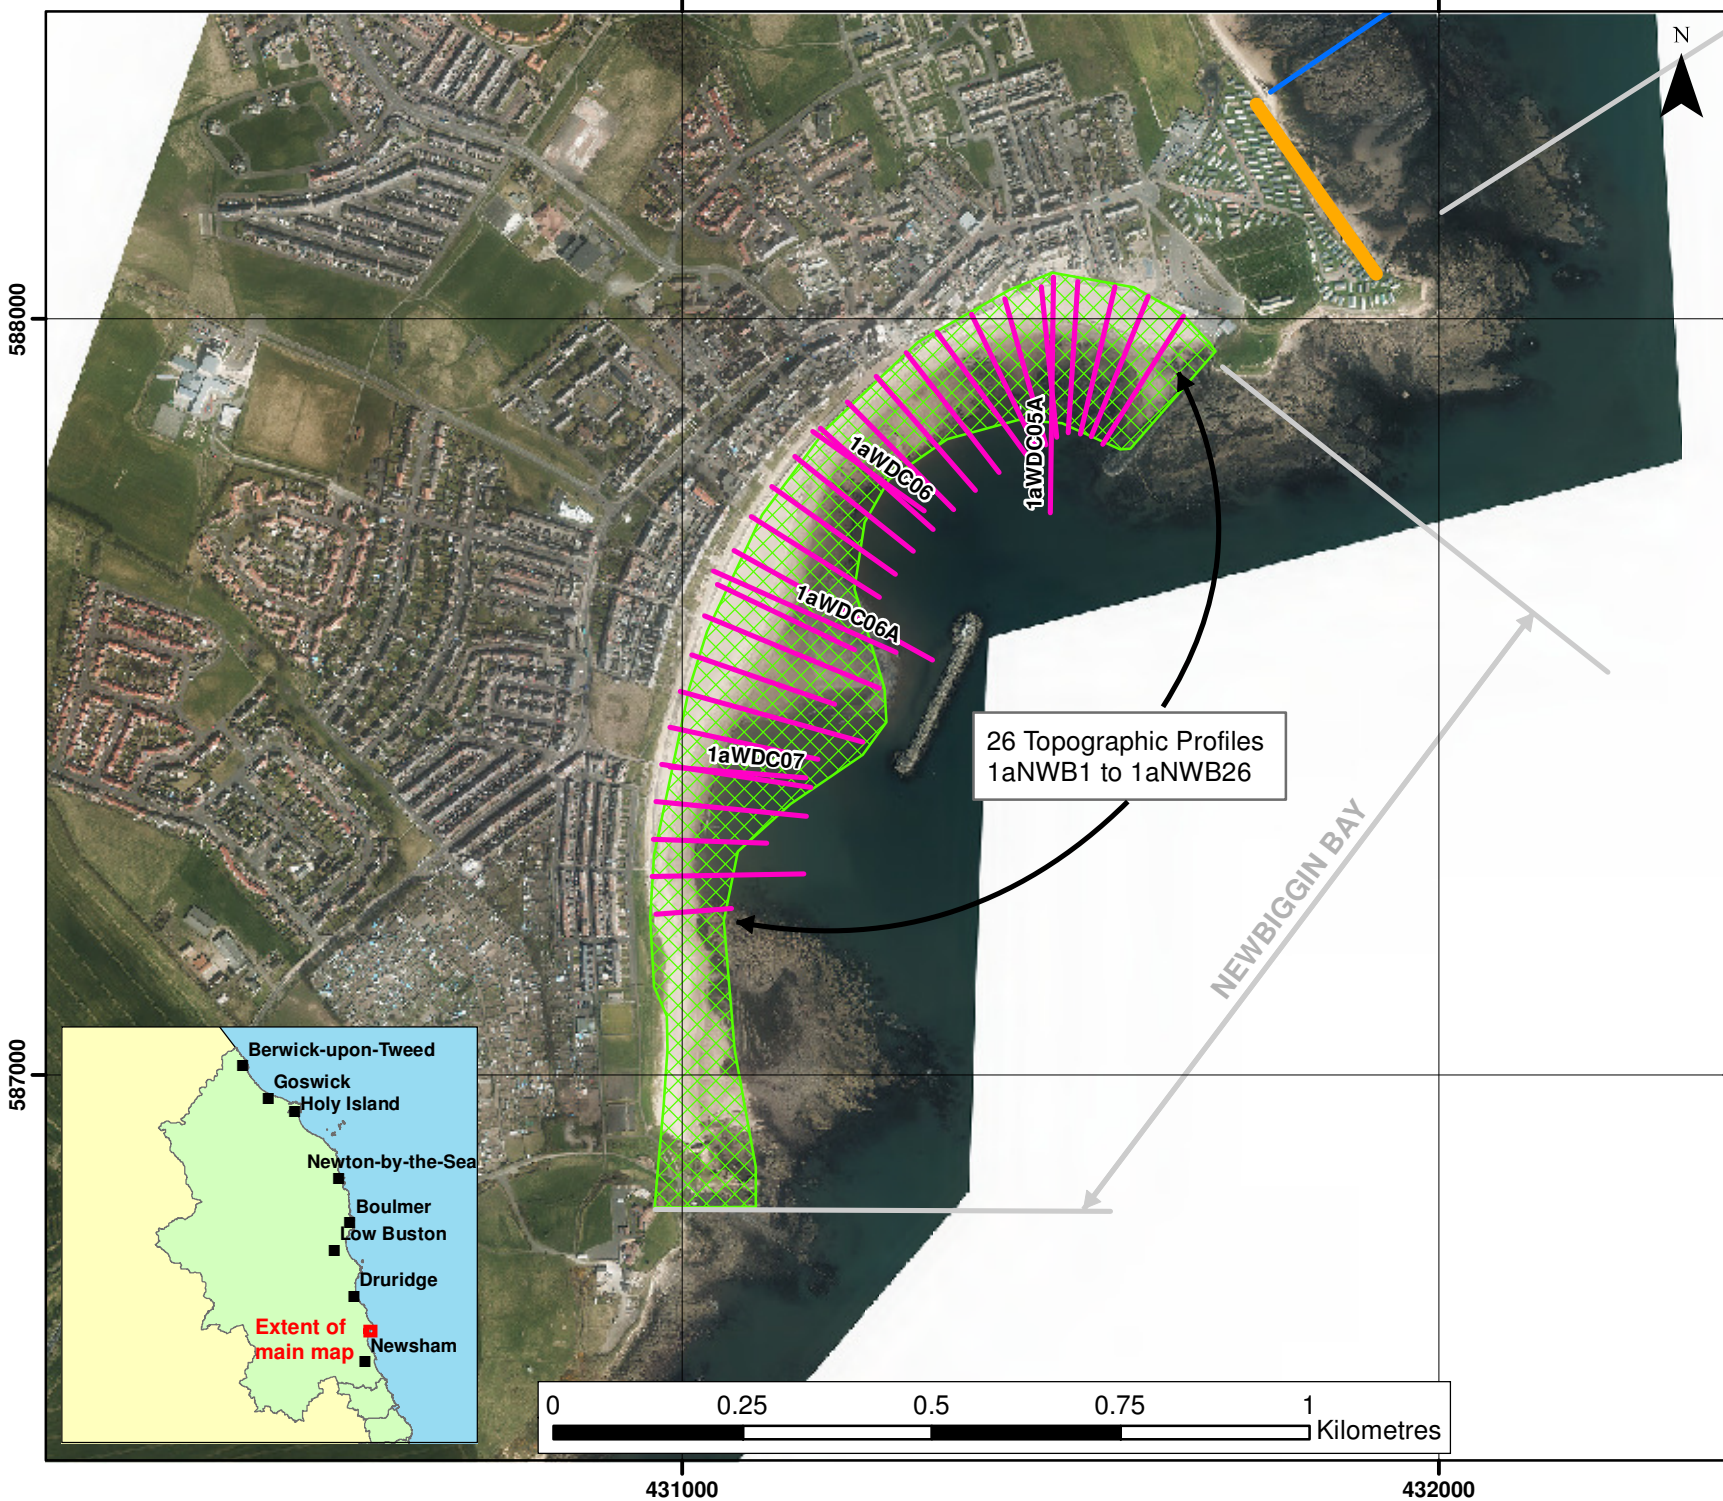 N
588000
1aWDC05A
1aWDC06
1aWDC06A
1aWDC07
26 Topographic Profiles
1aNWB1 to 1aNWB26
NEWBIGGIN BAY
587000
Berwick-upon-Tweed
Goswick
Holy Island
Newton-by-the-Sea
Boulmer
Low Buston
Druridge
Extent of
main map
Newsham
0 0.25 0.5 0.75 1
Kilometres
431000 432000